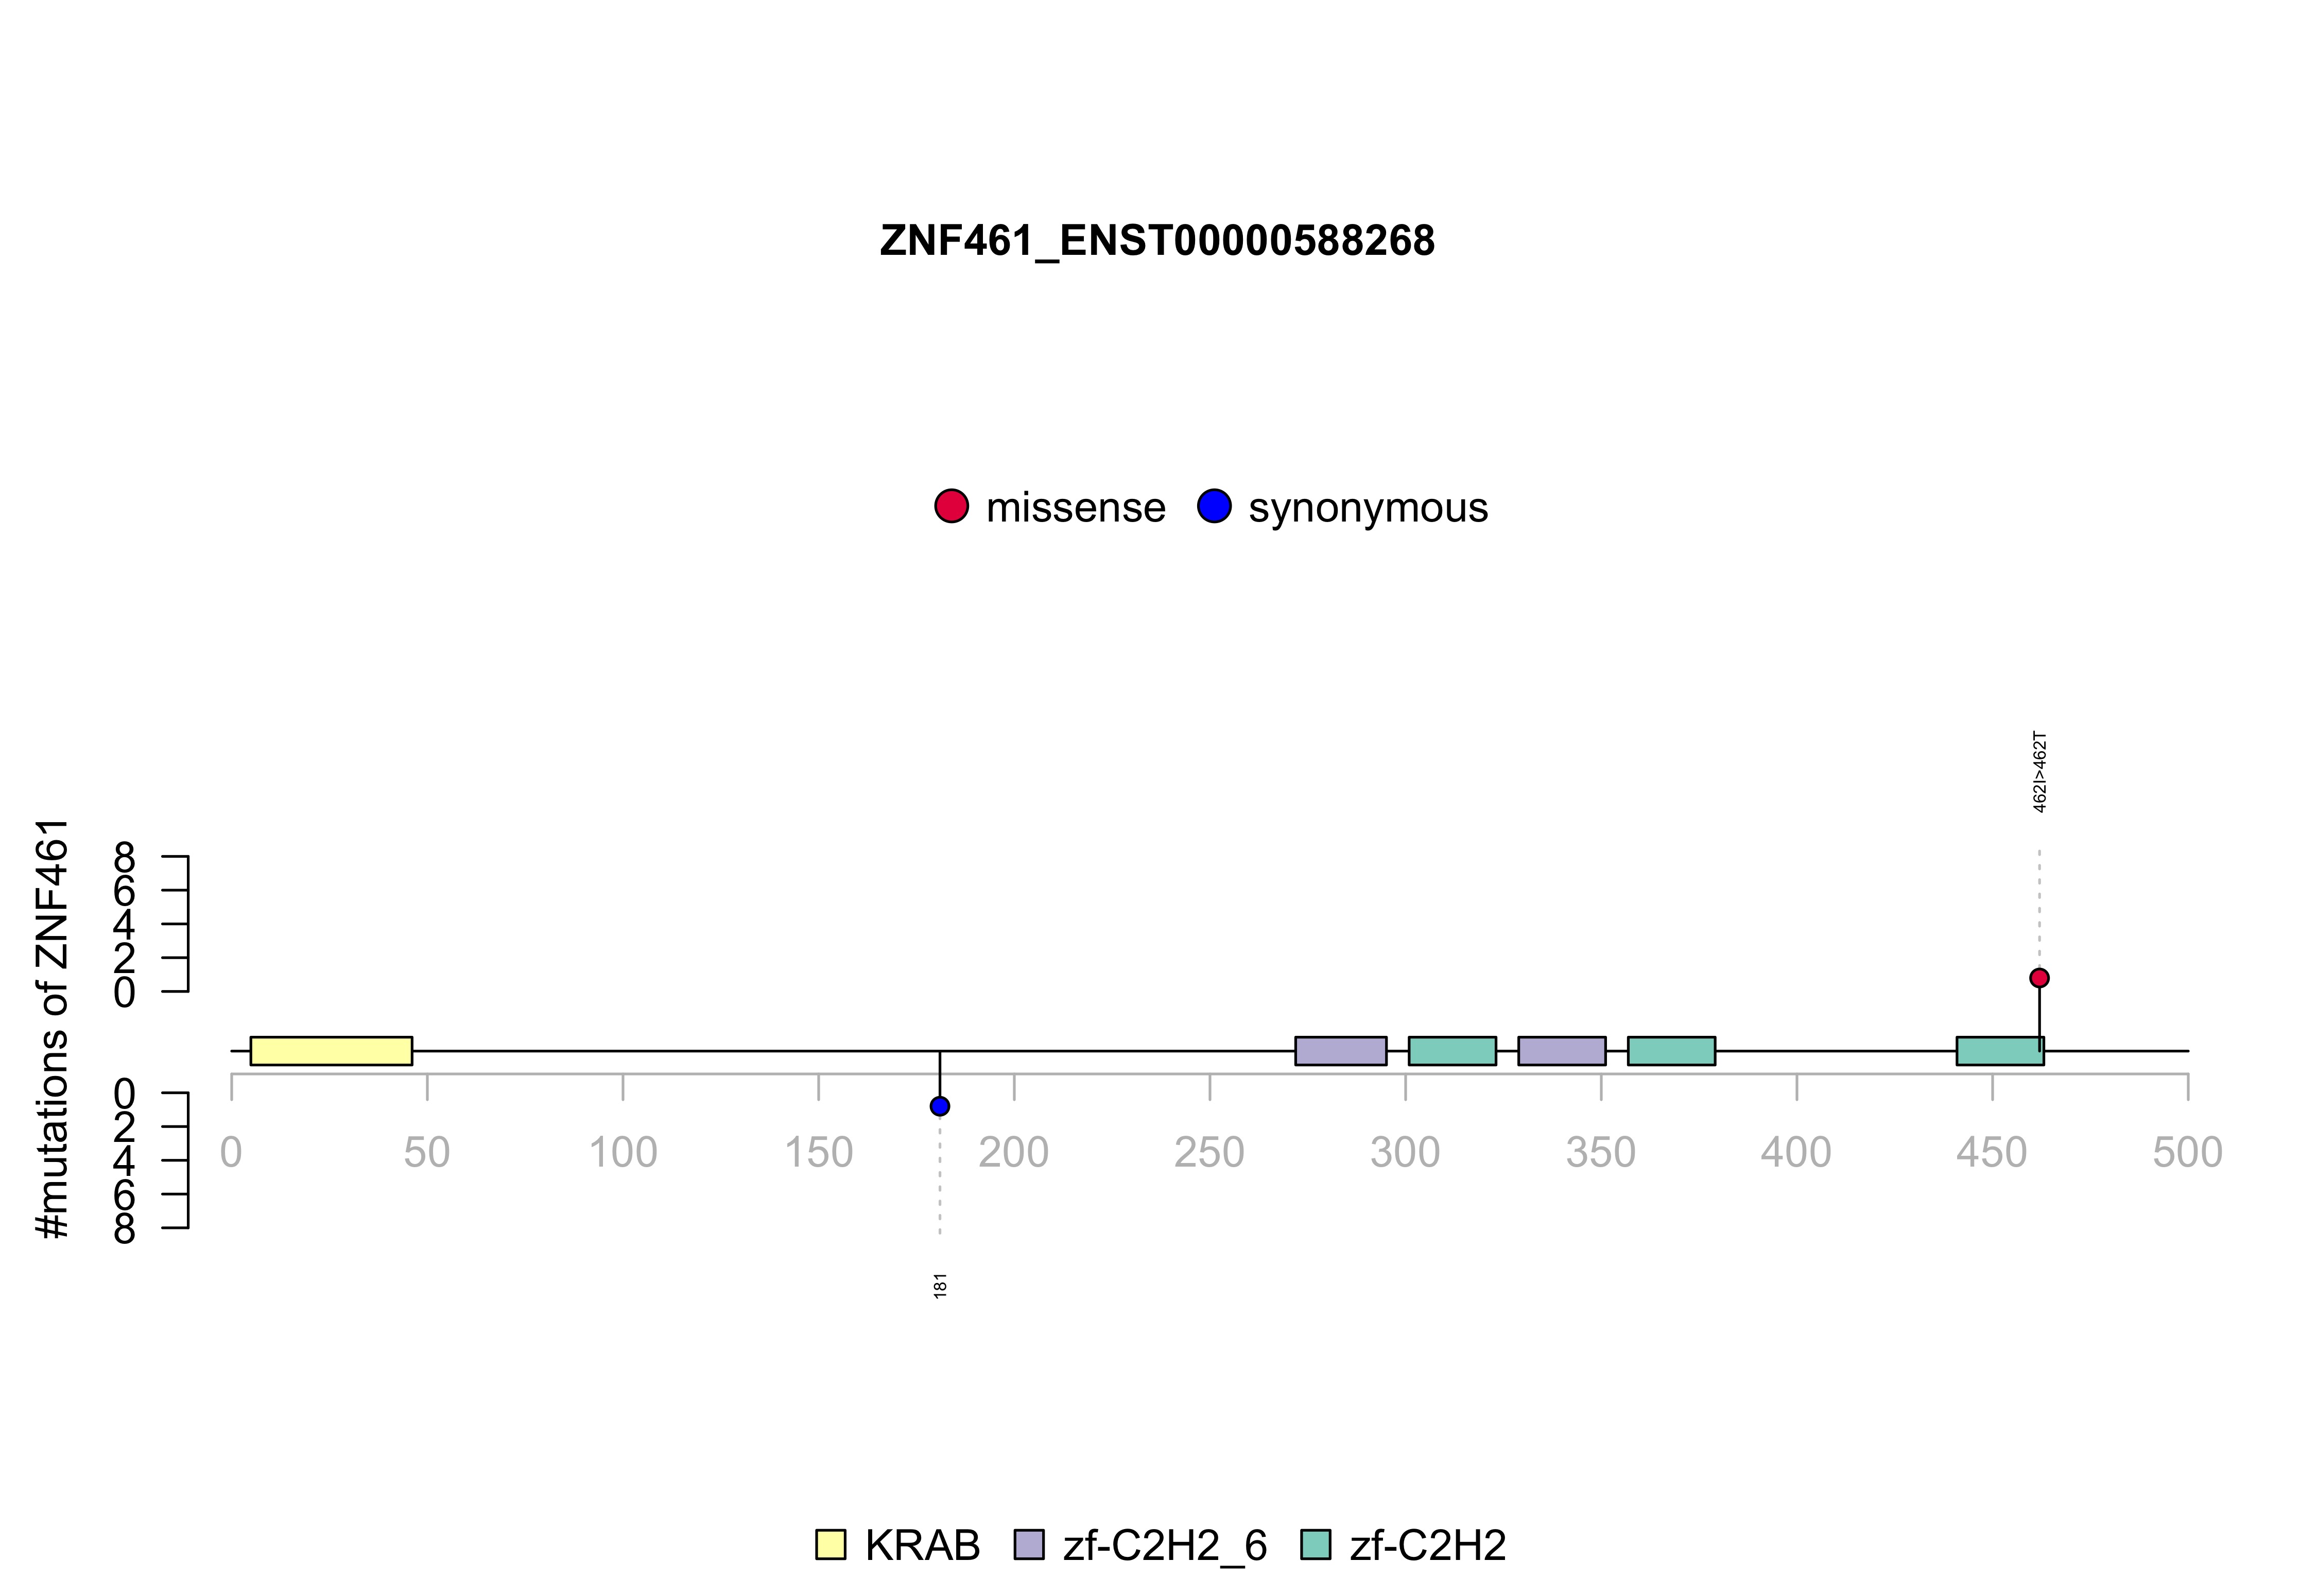 ZNF461_ENST00000588268
missense synonymous
462I>462T
#mutations of ZNF461
8
6
4
2
0
0
2
4
6
8
0 50 100 150 200 250 300 350 400 450 500
181
KRAB zf-C2H2_6 zf-C2H2